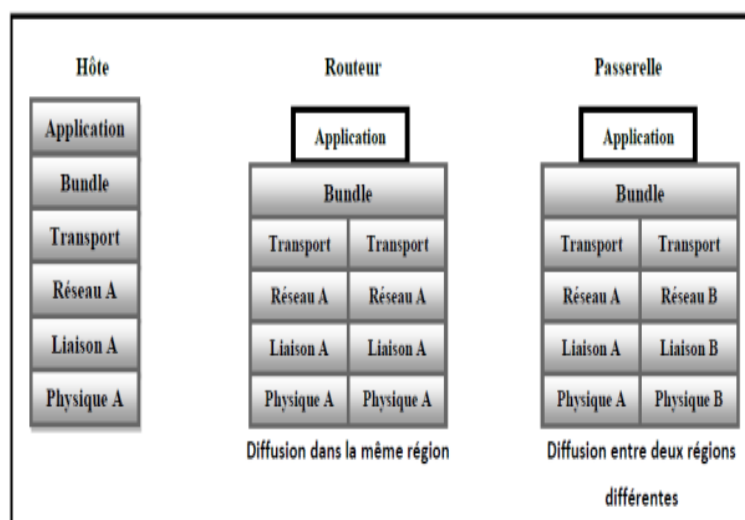 Hôte
Application
Bundle
Transport
Réseau A
Liaison A
Physique A
Routeur
Application
Bundle
Transport Transport
Réseau A Réseau A
Liaison A Liaison A
Physique A Physique A
Diffusion dans la même région
Passerelle
Application
Bundle
Transport Transport
Réseau A Réseau B
Liaison A Liaison B
Physique A Physique B
Diffusion entre deux régions
différentes